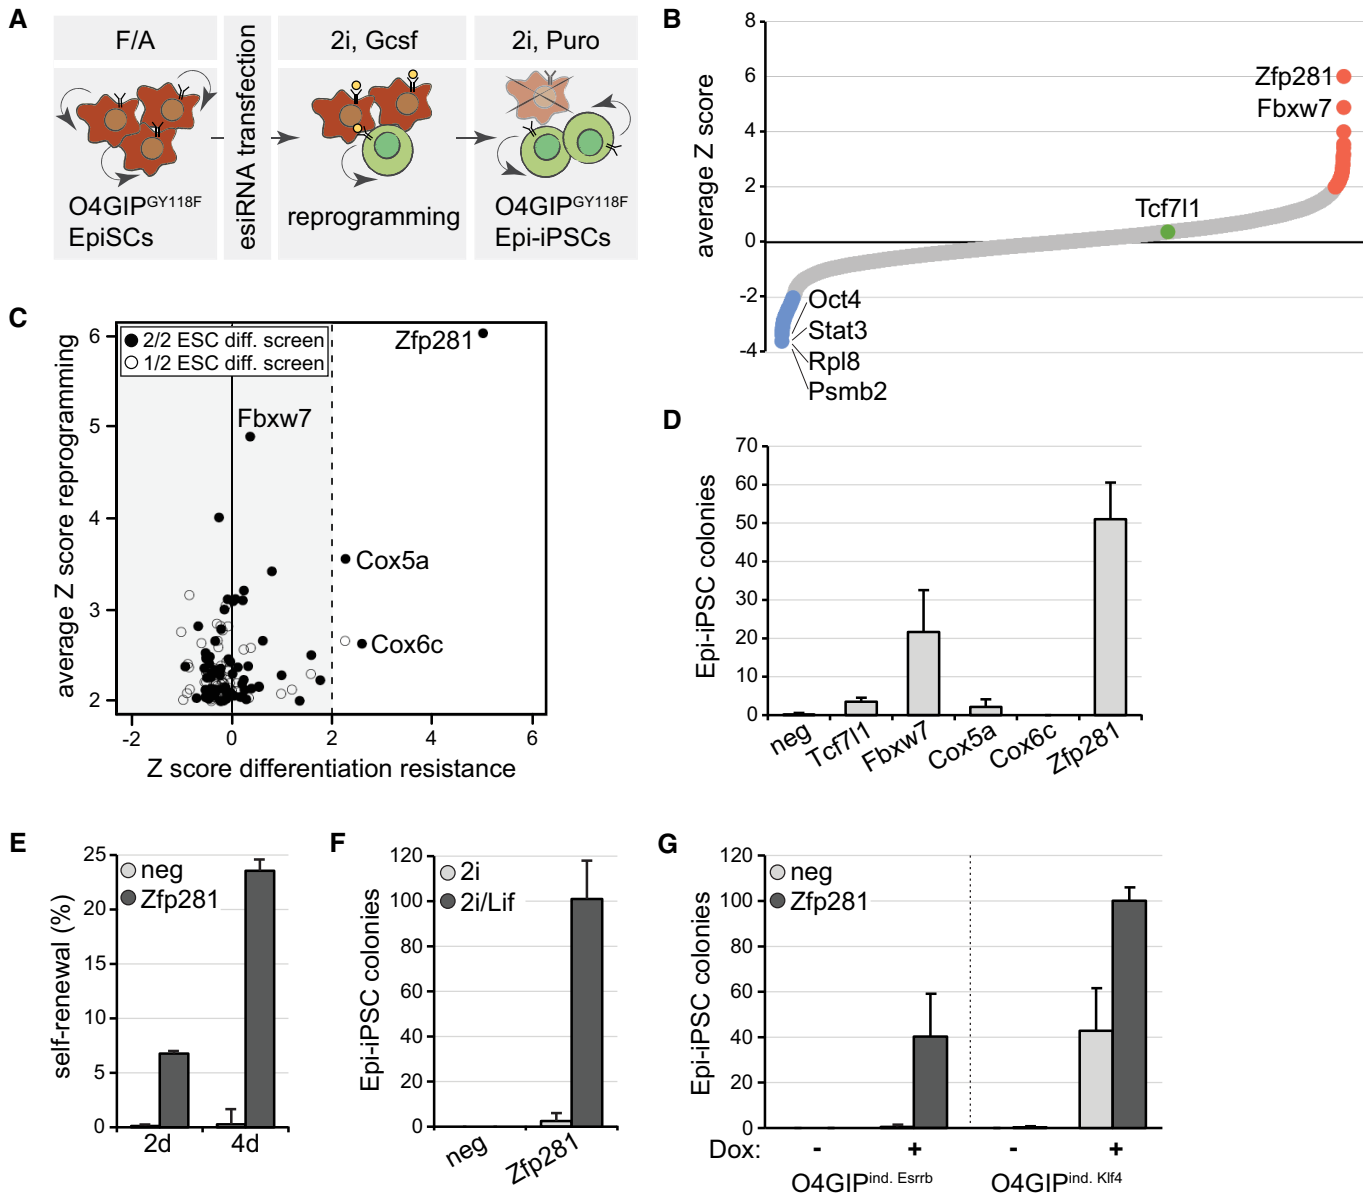 A
F/A
esiRNA transfection
2i, Gcsf
2i, Puro
O4GIPGY118F
EpiSCs
reprogramming
O4GIPGY118F
Epi-iPSCs
B
average Z score
8
6
4
2
0
-2
-4
Zfp281
Fbxw7
Tcf7l1
Oct4
Stat3
Rpl8
Psmb2
C
average Z score reprogramming
6
5
4
3
2
2/2 ESC diff. screen
1/2 ESC diff. screen
Zfp281
Fbxw7
Cox5a
Cox6c
-2
0
2
4
6
Z score differentiation resistance
D
Epi-iPSC colonies
70
60
50
40
30
20
10
0
neg
Tcf7l1
Fbxw7
Cox5a
Cox6c
Zfp281
E
self-renewal (%)
25
20
15
10
5
0
neg
Zfp281
2d
4d
F
Epi-iPSC colonies
120
100
80
60
40
20
0
2i
2i/Lif
neg
Zfp281
G
Epi-iPSC colonies
120
100
80
60
40
20
0
neg
Zfp281
Dox: - + - +
O4GIPind. Esrrb
O4GIPind. Klf4